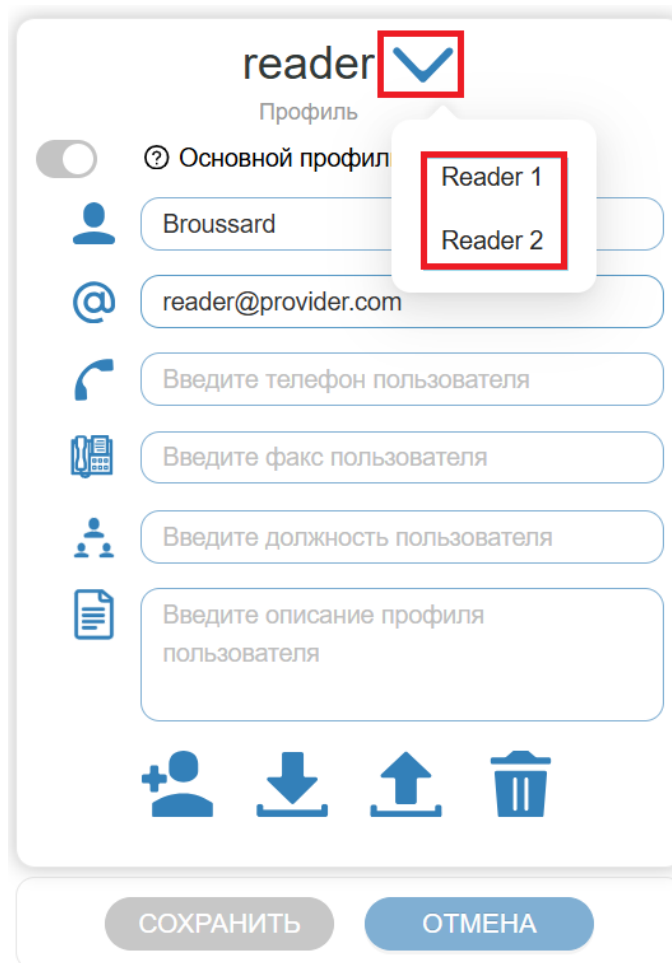 reader
Профиль
Основной профил
Reader 1
Broussard
Reader 2
reader@provider.com
Введите телефон пользователя
Введите факс пользователя
Введите должность пользователя
Введите описание профиля
пользователя
СОХРАНИТЬ
ОТМЕНА